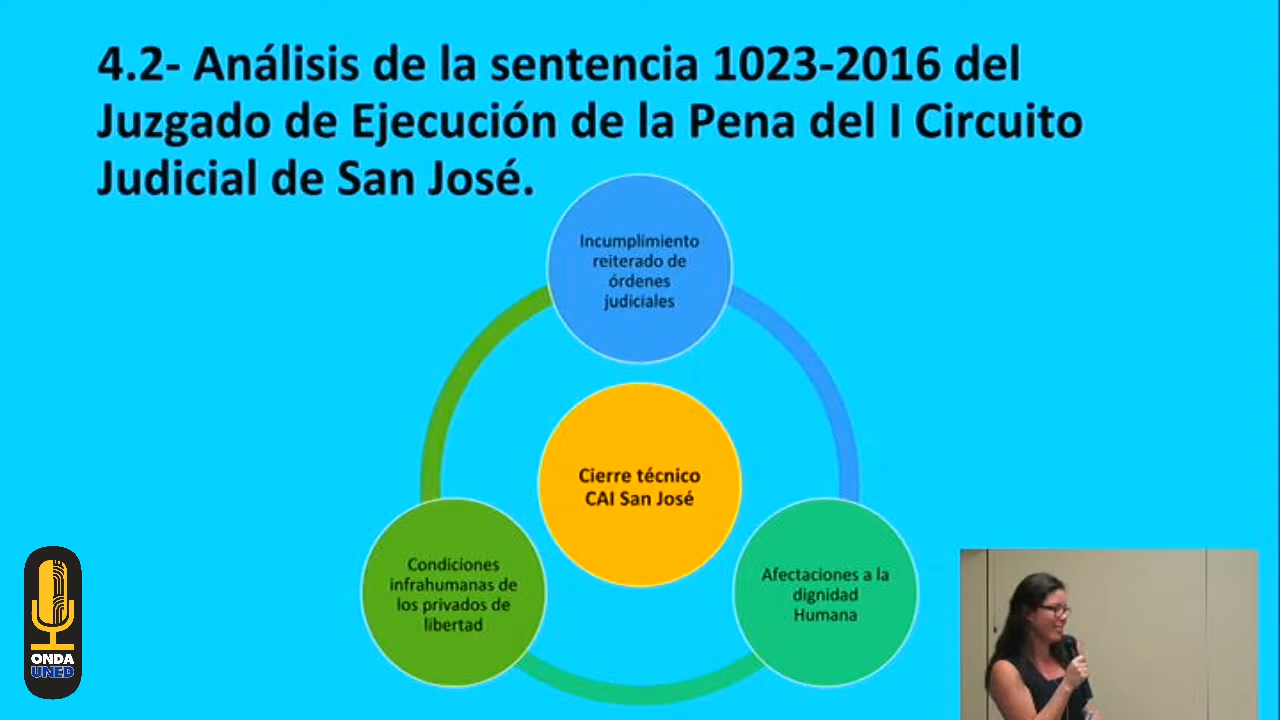 4.2- Análisis de la sentencia 1023-2016 del
Juzgado de Ejecución de la Pena del I Circuito
Judicial de San José.
Incumplimiento
reiterado de
órdenes
judiciales
Cierre técnico
CAI San José
Condiciones
infrahumanas de
los privados de
libertad
Afectaciones a la
dignidad
Humana
ONDA
UNED